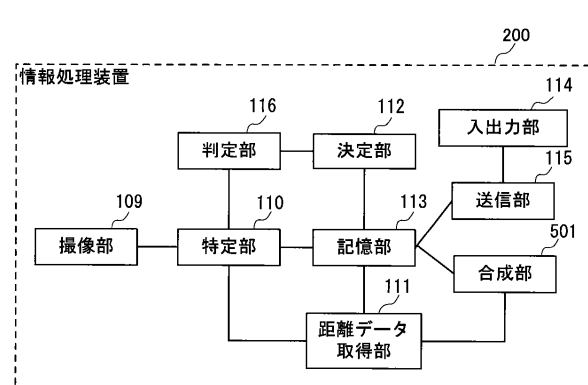 200
情報処理装置
114
116
112
入出力部
判定部
決定部
115
送信部
109
110
113
撮像部
特定部
記憶部
501
合成部
111
距離データ
取得部